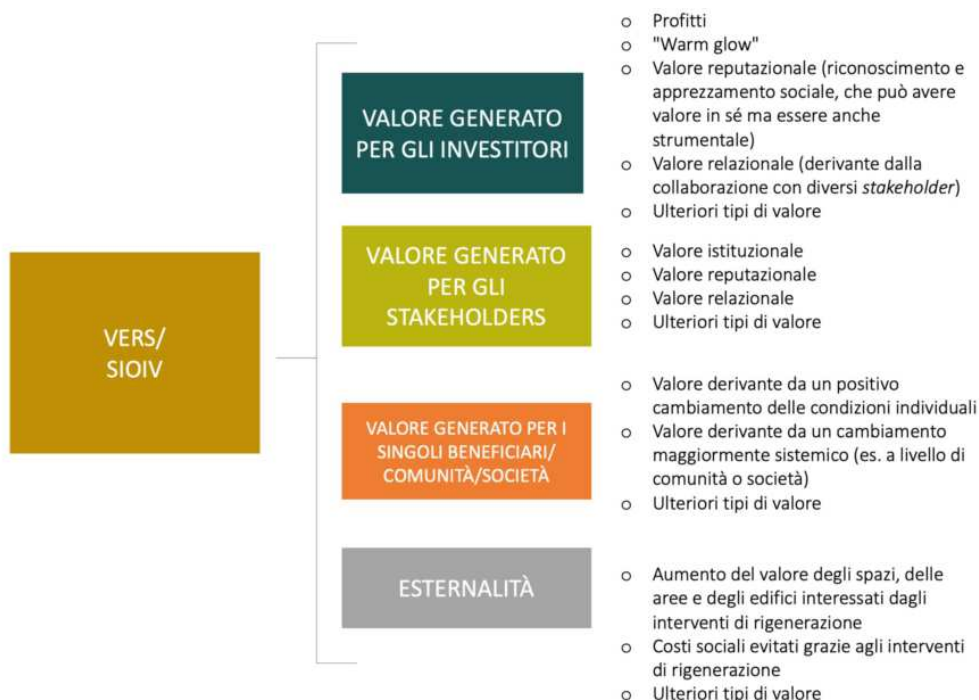 VERS/
SIOIV
VALORE GENERATO
PER GLI INVESTITORI
o Profitti
o "Warm glow"
o Valore reputazionale (riconoscimento e
apprezzamento sociale, che può avere
valore in sé ma essere anche
strumentale)
o Valore relazionale (derivante dalla
collaborazione con diversi stakeholder)
o Ulteriori tipi di valore
VALORE GENERATO
PER GLI
STAKEHOLDERS
o Valore istituzionale
o Valore reputazionale
o Valore relazionale
o Ulteriori tipi di valore
VALORE GENERATO PER I
SINGOLI BENEFICIARI/
COMUNITÀ/SOCIETÀ
o Valore derivante da un positivo
cambiamento delle condizioni individuali
o Valore derivante da un cambiamento
maggiormente sistemico (es. a livello di
comunità o società)
o Ulteriori tipi di valore
ESTERNALITÀ
o Aumento del valore degli spazi, delle
aree e degli edifici interessati dagli
interventi di rigenerazione
o Costi sociali evitati grazie agli interventi
di rigenerazione
o Ulteriori tipi di valore